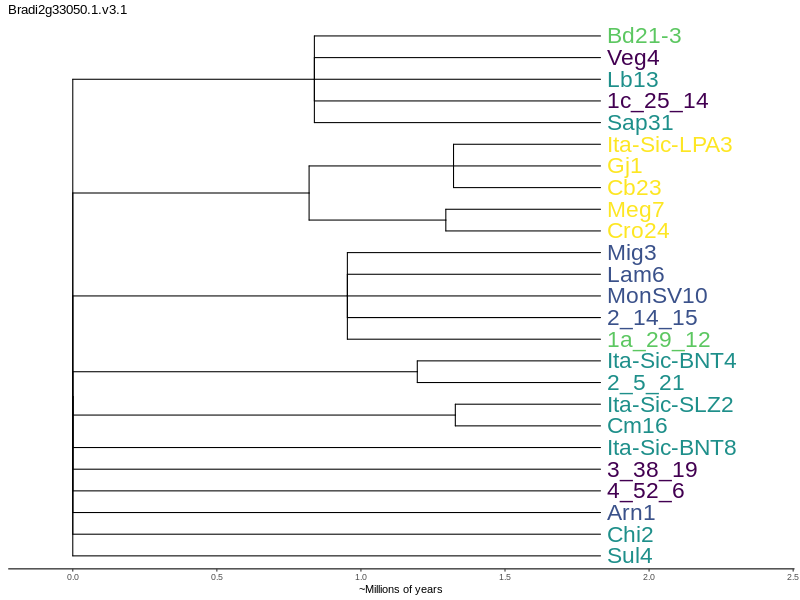 Bradi2g33050.1.v3.1
Bd21-3
Veg4
Lb13
1c_25_14
Sap31
Ita-Sic-LPA3
Gj1
Cb23
Meg7
Cro24
Mig3
Lam6
MonSV10
2_14_15
1a_29_12
Ita-Sic-BNT4
2_5_21
Ita-Sic-SLZ2
Cm16
Ita-Sic-BNT8
3_38_19
4_52_6
Arn1
Chi2
Sul4
0.0 0.5 1.0 1.5 2.0 2.5
~Millions of years